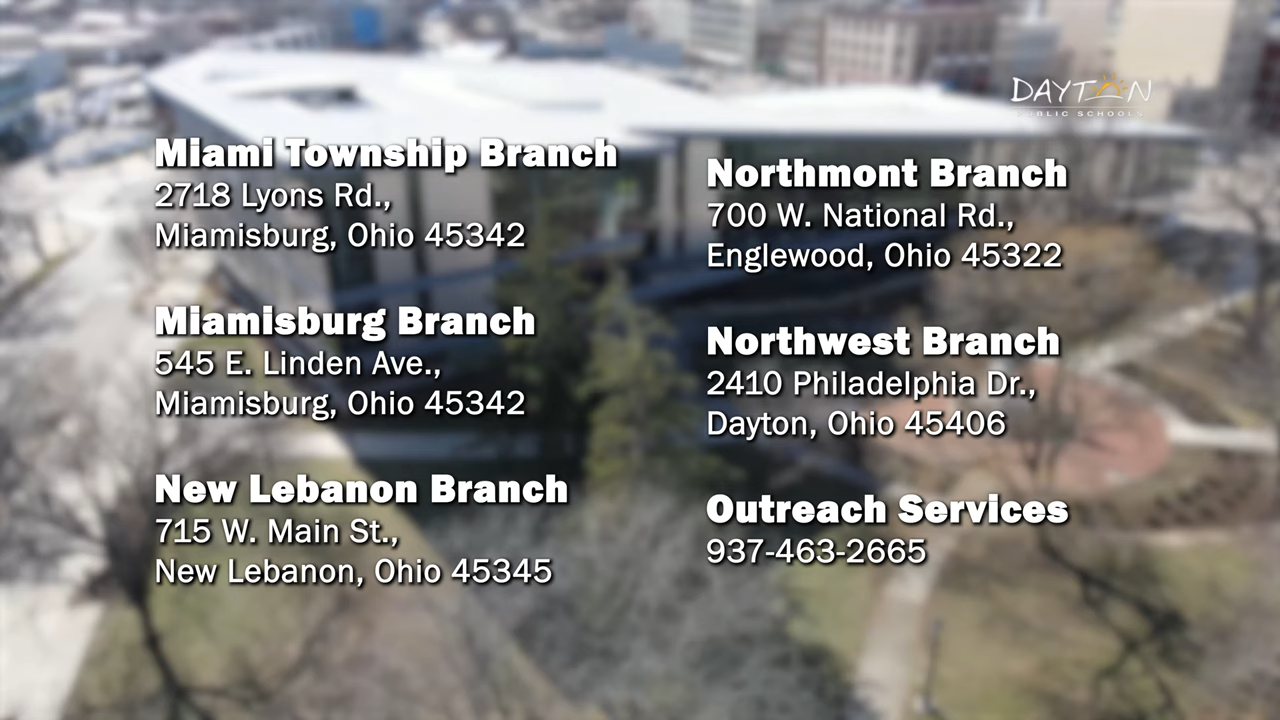 DAYTON
PUBLIC SCHOOLS
Miami Township Branch
2718 Lyons Rd.,
Miamisburg, Ohio 45342
Miamisburg Branch
545 E. Linden Ave.,
Miamisburg, Ohio 45342
New Lebanon Branch
715 W. Main St.,
New Lebanon, Ohio 45345
Northmont Branch
700 W. National Rd.,
Englewood, Ohio 45322
Northwest Branch
2410 Philadelphia Dr.,
Dayton, Ohio 45406
Outreach Services
937-463-2665